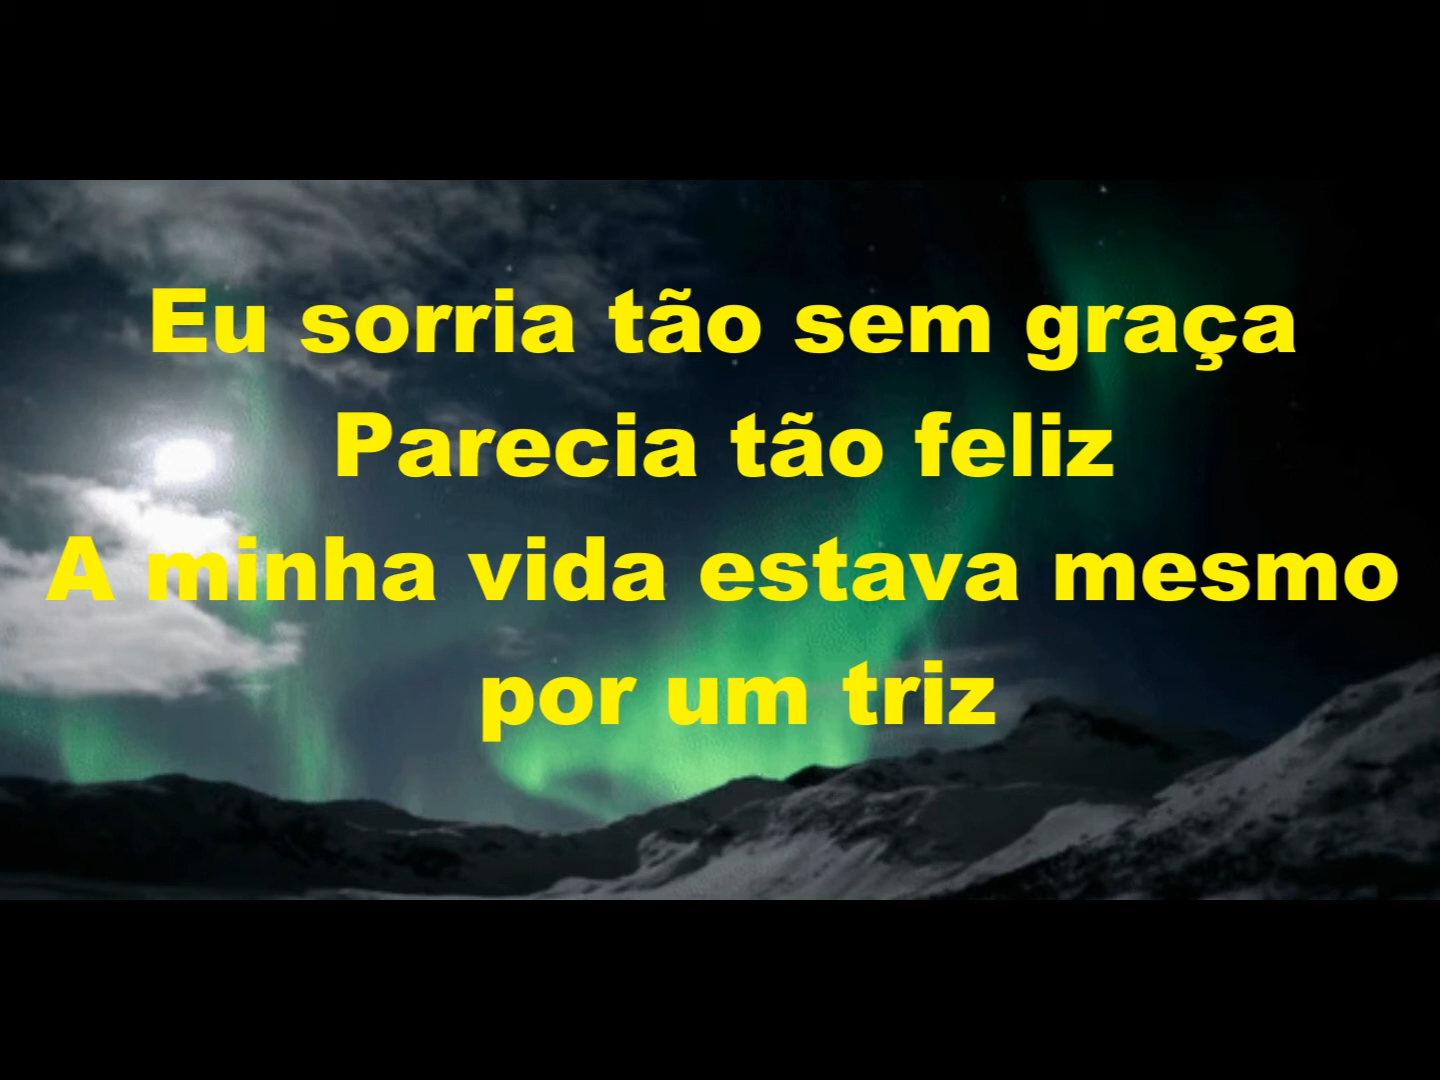 Eu sorria tão sem graça
Parecia tão feliz
A minha vida estava mesmo
por um triz